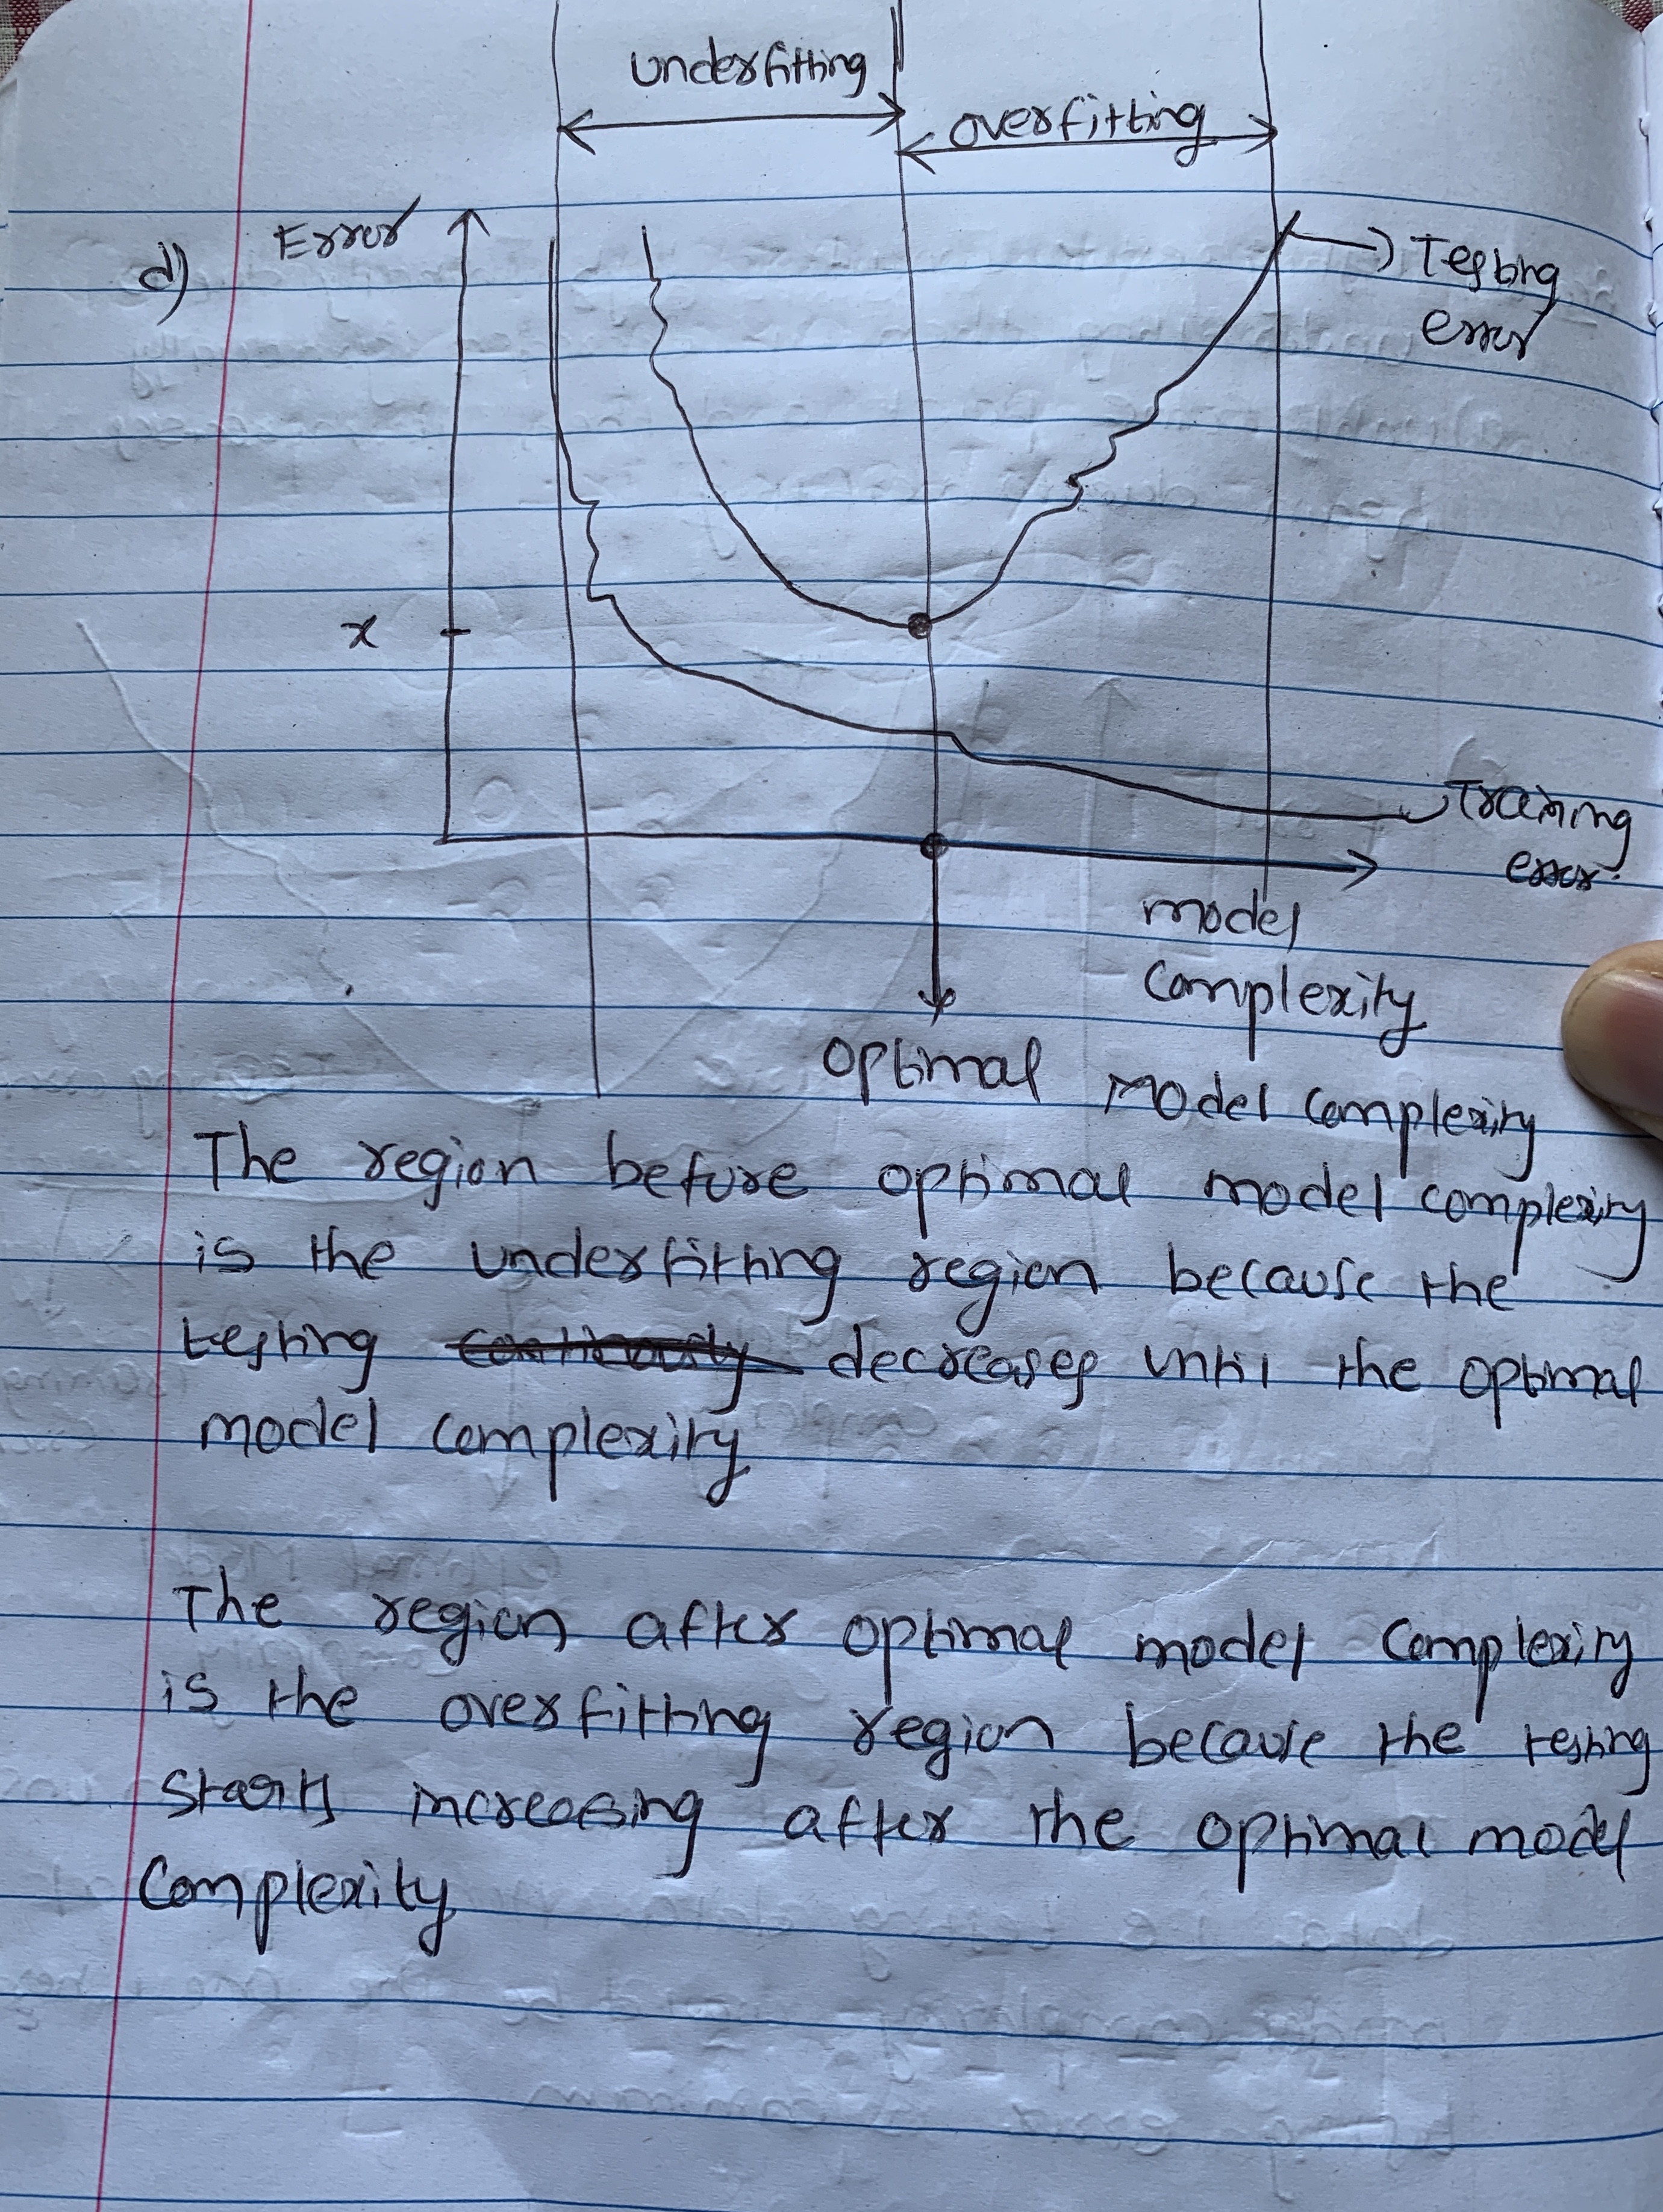 underfitting
overfitting
d)
Error
Testing
error
x
Training
error.
model
Complexity
Optimal Model Complexity
The region before optimal model complexity
is the underfitting region because the
testing decreases until the optimal
model complexity
The region after optimal model Complexity
is the overfitting region because the testing
starts increasing after the optimal model
Complexity